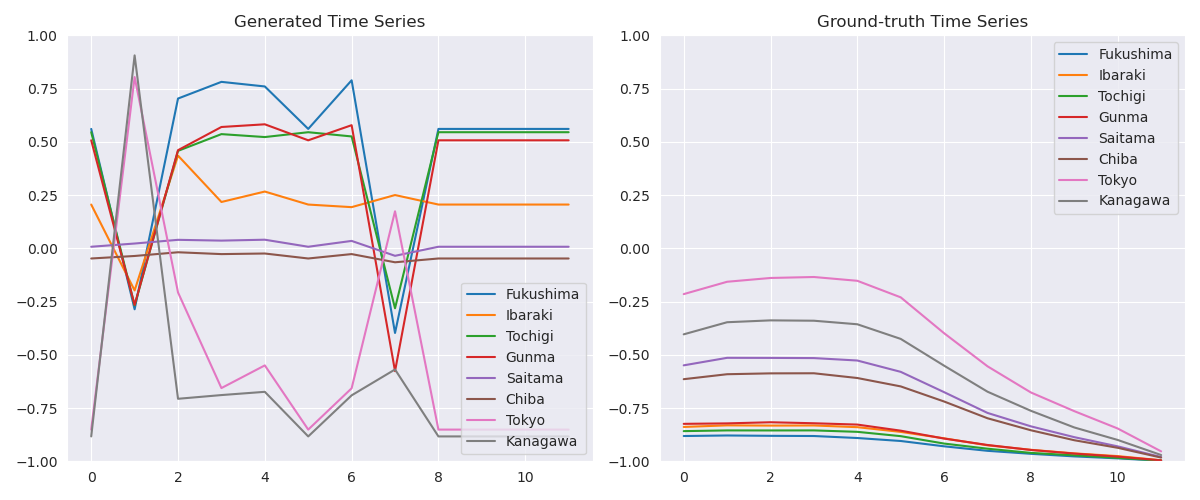 Generated Time Series
1.00
0.75
0.50
0.25
0.00
−0.25
−0.50
−0.75
−1.00
0 2 4 6 8 10
Fukushima
Ibaraki
Tochigi
Gunma
Saitama
Chiba
Tokyo
Kanagawa
Ground-truth Time Series
1.00
0.75
0.50
0.25
0.00
−0.25
−0.50
−0.75
−1.00
0 2 4 6 8 10
Fukushima
Ibaraki
Tochigi
Gunma
Saitama
Chiba
Tokyo
Kanagawa